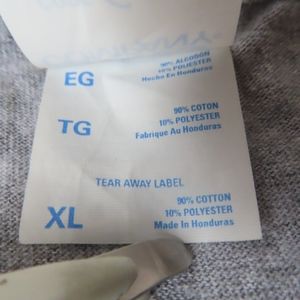 90% ALGODON
EG
10% POLYESTER
Hecho En Honduras
90% COTON
TG
10% POLYESTER
Fabrique Au Honduras
TEAR AWAY LABEL
90% COTTON
XL
10% POLYESTER
Made In Honduras